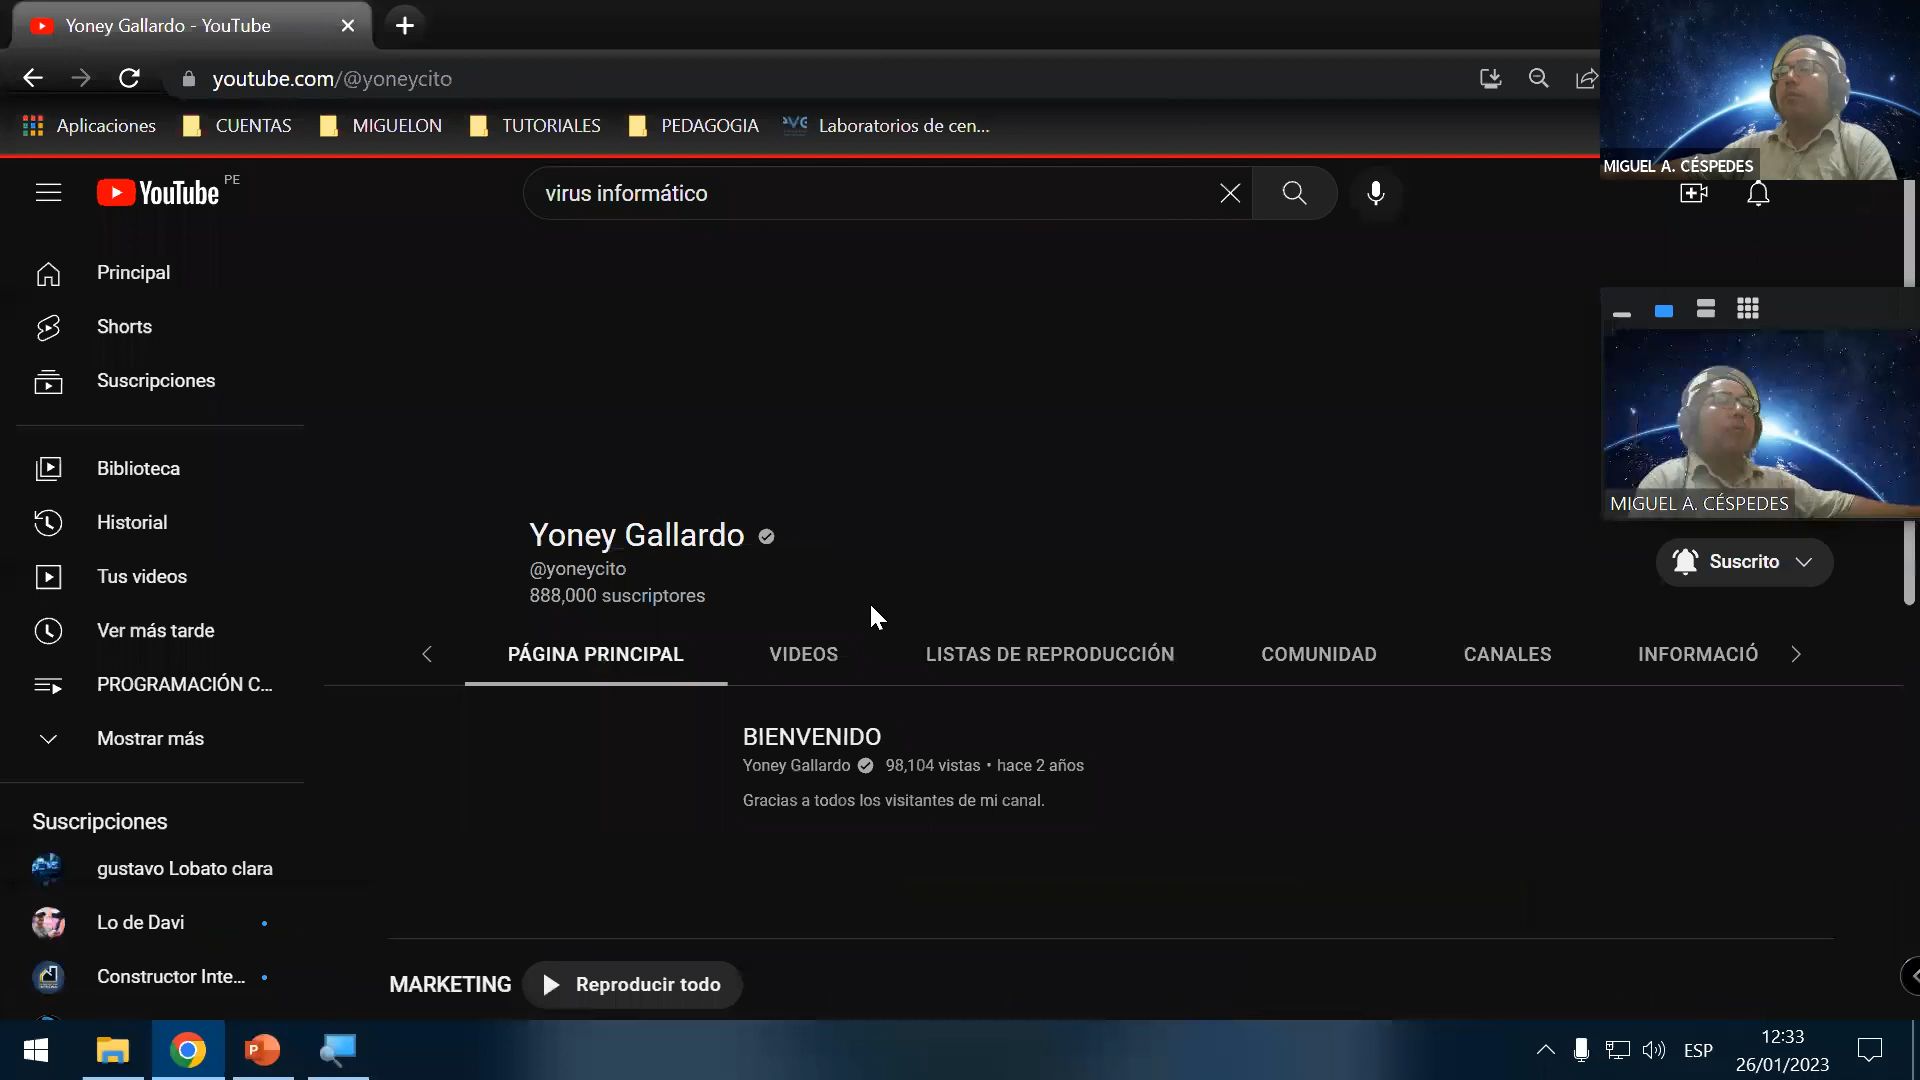 Yoney Gallardo - YouTube
youtube.com/@yoneycito
Aplicaciones
CUENTAS
MIGUELON
TUTORIALES
PEDAGOGIA
Laboratorios de cen...
MIGUEL A. CÉSPEDES
YouTube PE
virus informático
Principal
Shorts
Suscripciones
MIGUEL A. CÉSPEDES
Biblioteca
Historial
Tus videos
Ver más tarde
PROGRAMACIÓN C...
Mostrar más
Yoney Gallardo
@yoneycito
888,000 suscriptores
Suscrito
PÁGINA PRINCIPAL
VIDEOS
LISTAS DE REPRODUCCIÓN
COMUNIDAD
CANALES
INFORMACIÓ
BIENVENIDO
Yoney Gallardo 98,104 vistas • hace 2 años
Gracias a todos los visitantes de mi canal.
Suscripciones
gustavo Lobato clara
Lo de Davi
Constructor Inte...
MARKETING
Reproducir todo
ESP
12:33
26/01/2023